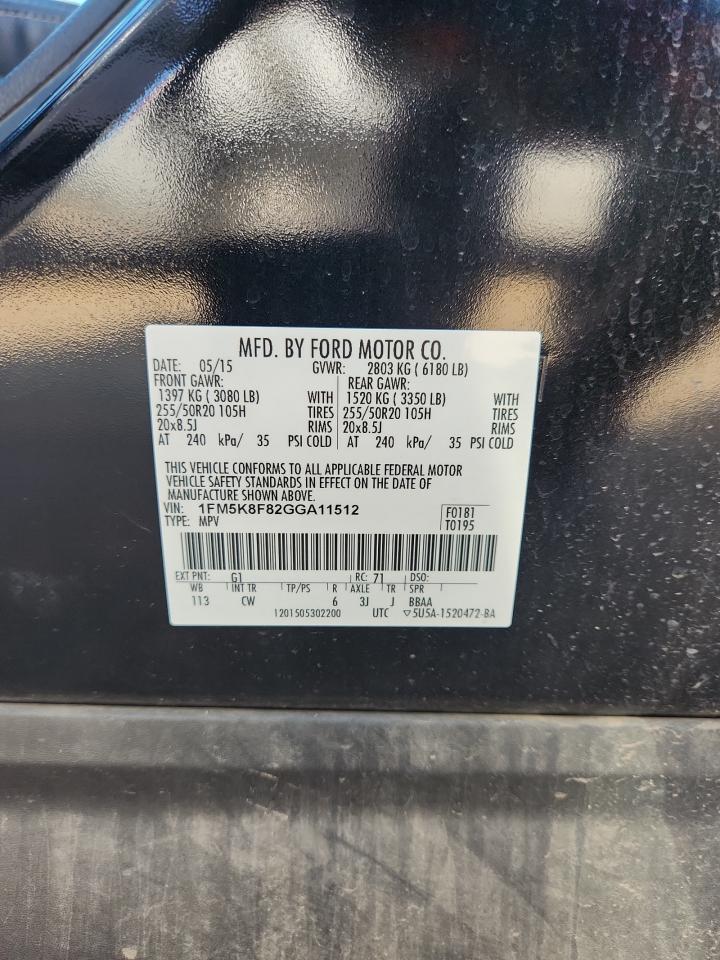 MFD. BY FORD MOTOR CO.
DATE: 05/15 GVWR: 2803 KG ( 6180 LB)
FRONT GAWR: REAR GAWR:
1397 KG ( 3080 LB) WITH 1520 KG ( 3350 LB) WITH
255/50R20 105H TIRES 255/50R20 105H TIRES
20x8.5J RIMS 20x8.5J RIMS
AT 240 kPa/ 35 PSI COLD AT 240 kPa/ 35 PSI COLD
THIS VEHICLE CONFORMS TO ALL APPLICABLE FEDERAL MOTOR
VEHICLE SAFETY STANDARDS IN EFFECT ON THE DATE OF
MANUFACTURE SHOWN ABOVE.
VIN: 1FM5K8F82GGA11512 F0181
TYPE: MPV T0195
EXT PNT: G1 RC: 71 DSO:
WB INT TR TP/PS R AXLE TR SPR
113 CW 6 3J J BBAA
1201505302200 UTC ▽5U5A-1520472-BA